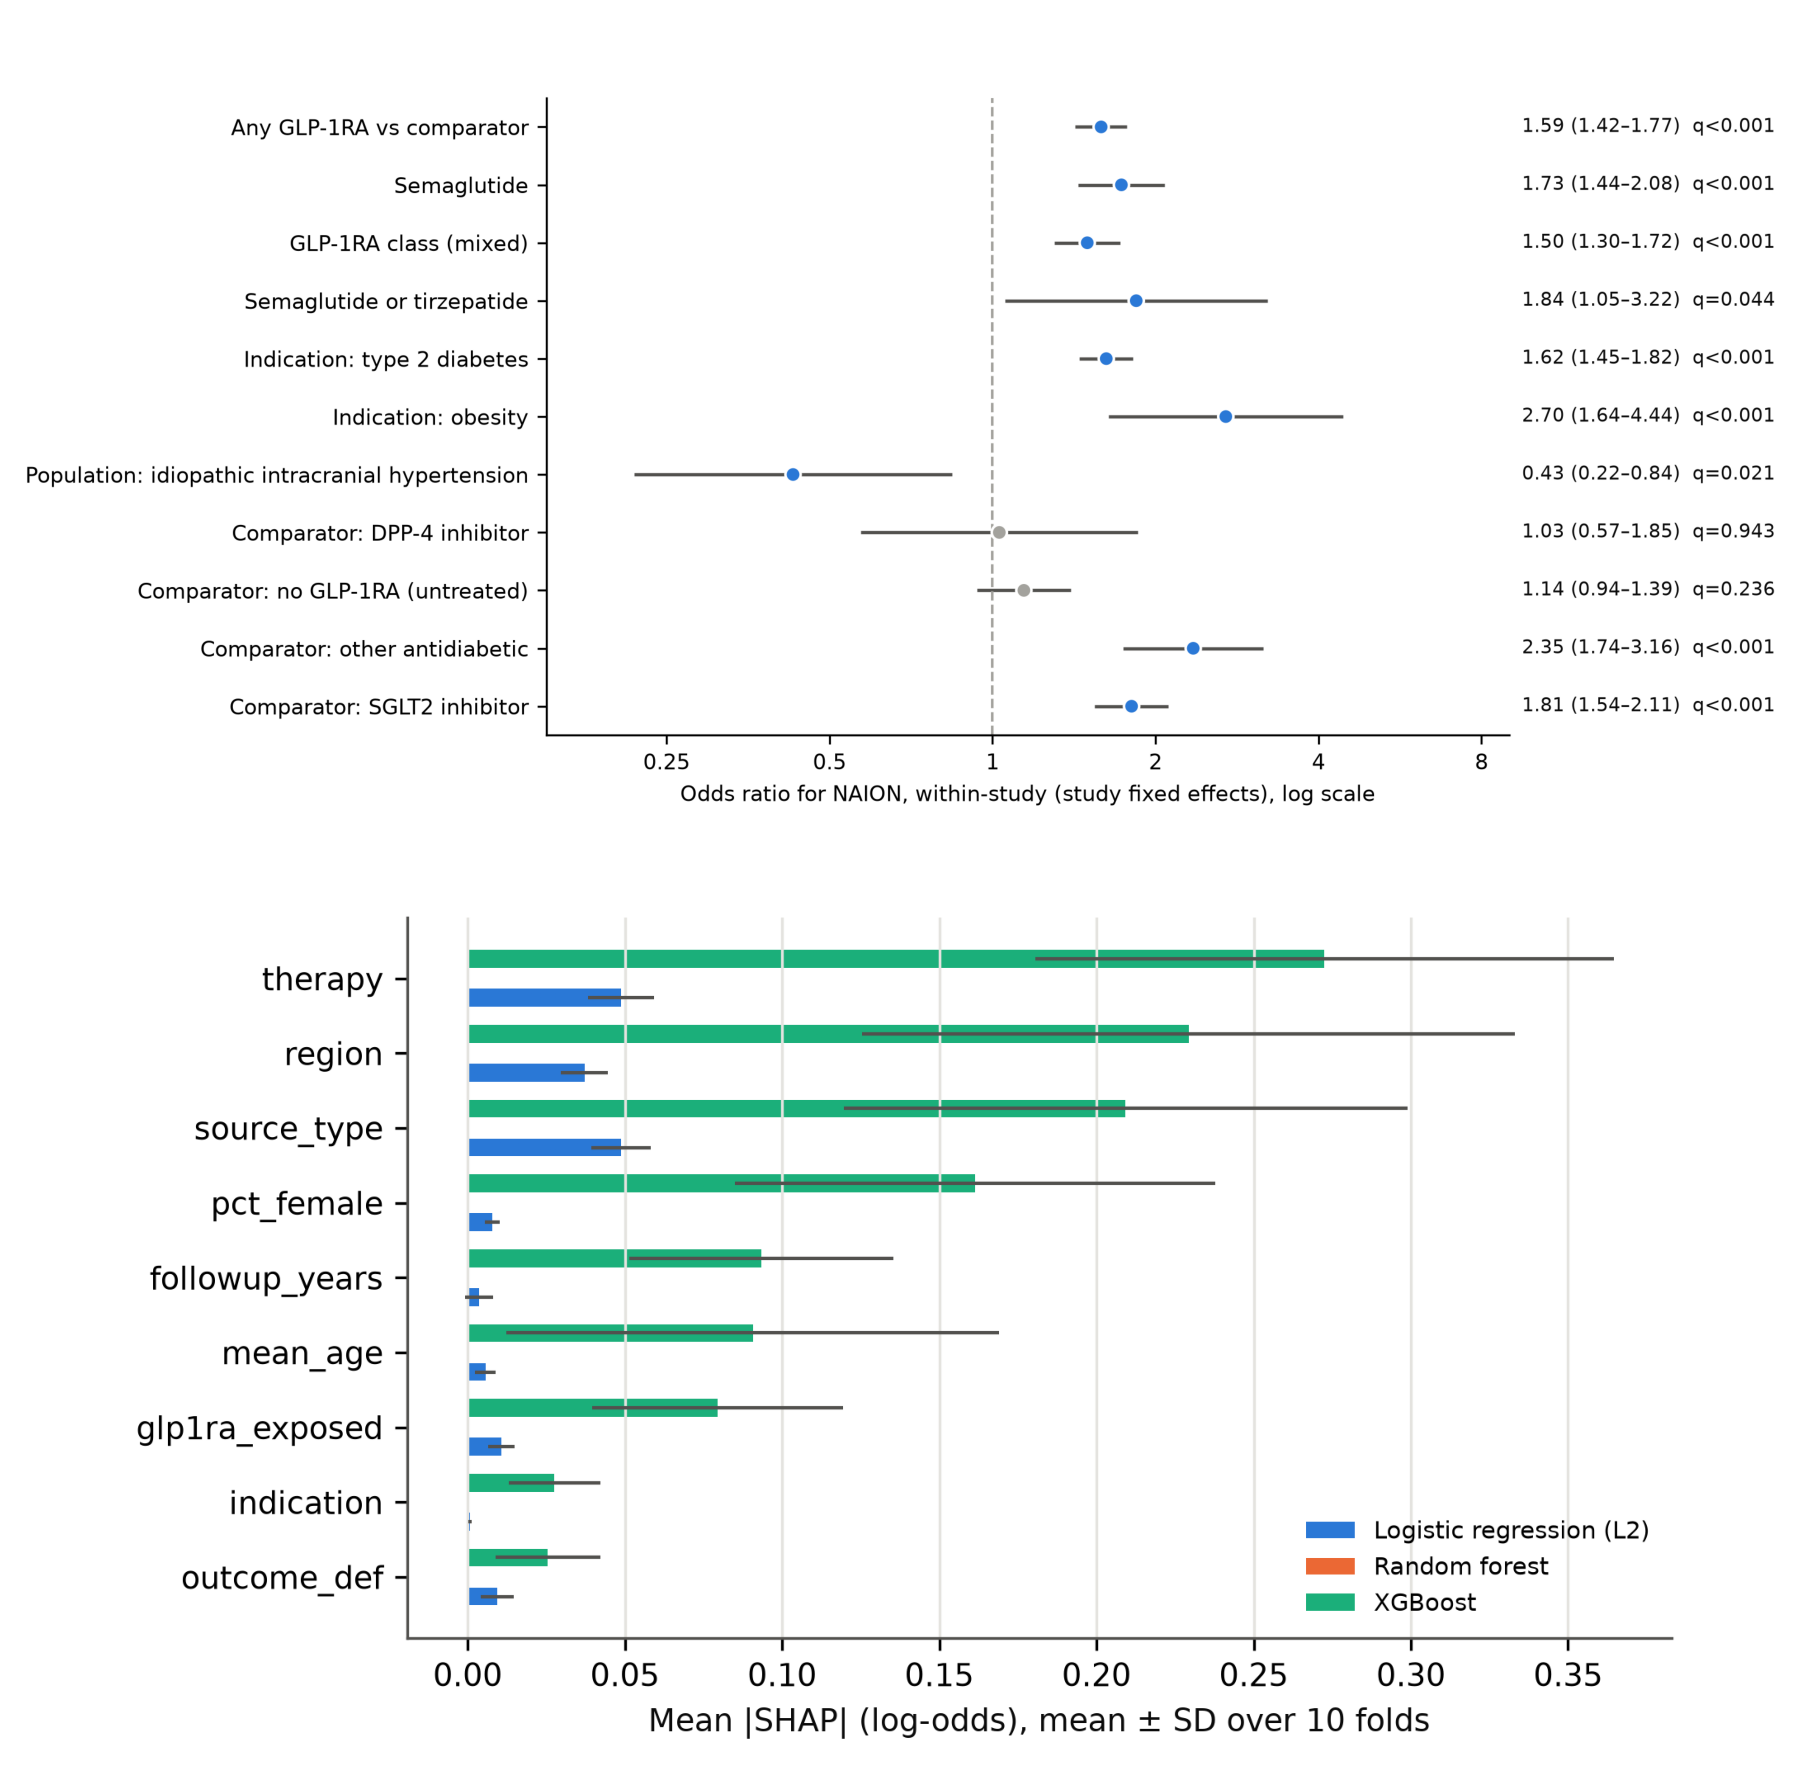 Any GLP-1RA vs comparator 1.59 (1.42–1.77) q<0.001
Semaglutide 1.73 (1.44–2.08) q<0.001
GLP-1RA class (mixed) 1.50 (1.30–1.72) q<0.001
Semaglutide or tirzepatide 1.84 (1.05–3.22) q=0.044
Indication: type 2 diabetes 1.62 (1.45–1.82) q<0.001
Indication: obesity 2.70 (1.64–4.44) q<0.001
Population: idiopathic intracranial hypertension 0.43 (0.22–0.84) q=0.021
Comparator: DPP-4 inhibitor 1.03 (0.57–1.85) q=0.943
Comparator: no GLP-1RA (untreated) 1.14 (0.94–1.39) q=0.236
Comparator: other antidiabetic 2.35 (1.74–3.16) q<0.001
Comparator: SGLT2 inhibitor 1.81 (1.54–2.11) q<0.001
0.25 0.5 1 2 4 8
Odds ratio for NAION, within-study (study fixed effects), log scale
therapy
region
source_type
pct_female
followup_years
mean_age
glp1ra_exposed
indication
outcome_def
Logistic regression (L2)
Random forest
XGBoost
0.00 0.05 0.10 0.15 0.20 0.25 0.30 0.35
Mean |SHAP| (log-odds), mean ± SD over 10 folds